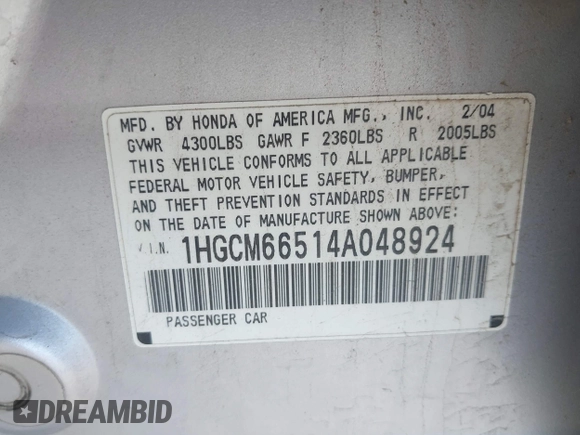 MFD. BY HONDA OF AMERICA MFG., INC. 2/04
GVWR 4300LBS GAWR F 2360LBS R 2005LBS
THIS VEHICLE CONFORMS TO ALL APPLICABLE
FEDERAL MOTOR VEHICLE SAFETY, BUMPER,
AND THEFT PREVENTION STANDARDS IN EFFECT
ON THE DATE OF MANUFACTURE SHOWN ABOVE:
V.I.N. 1HGCM66514A048924
PASSENGER CAR
DREAMBID